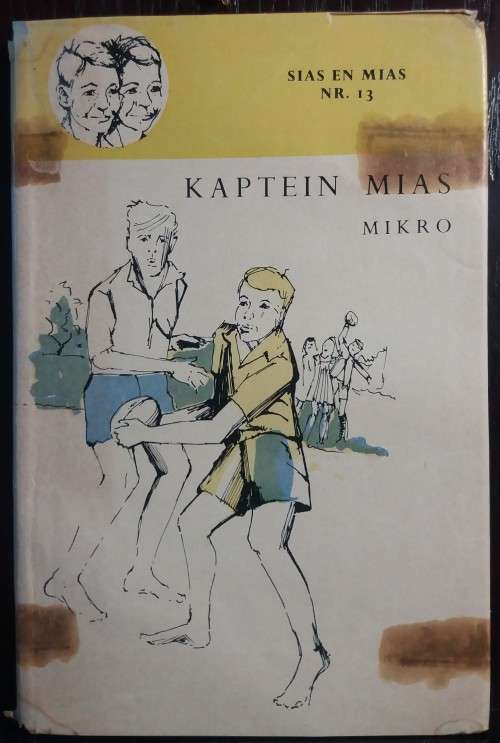 SIAS EN MIAS
NR. 13
KAPTEIN MIAS
MIKRO